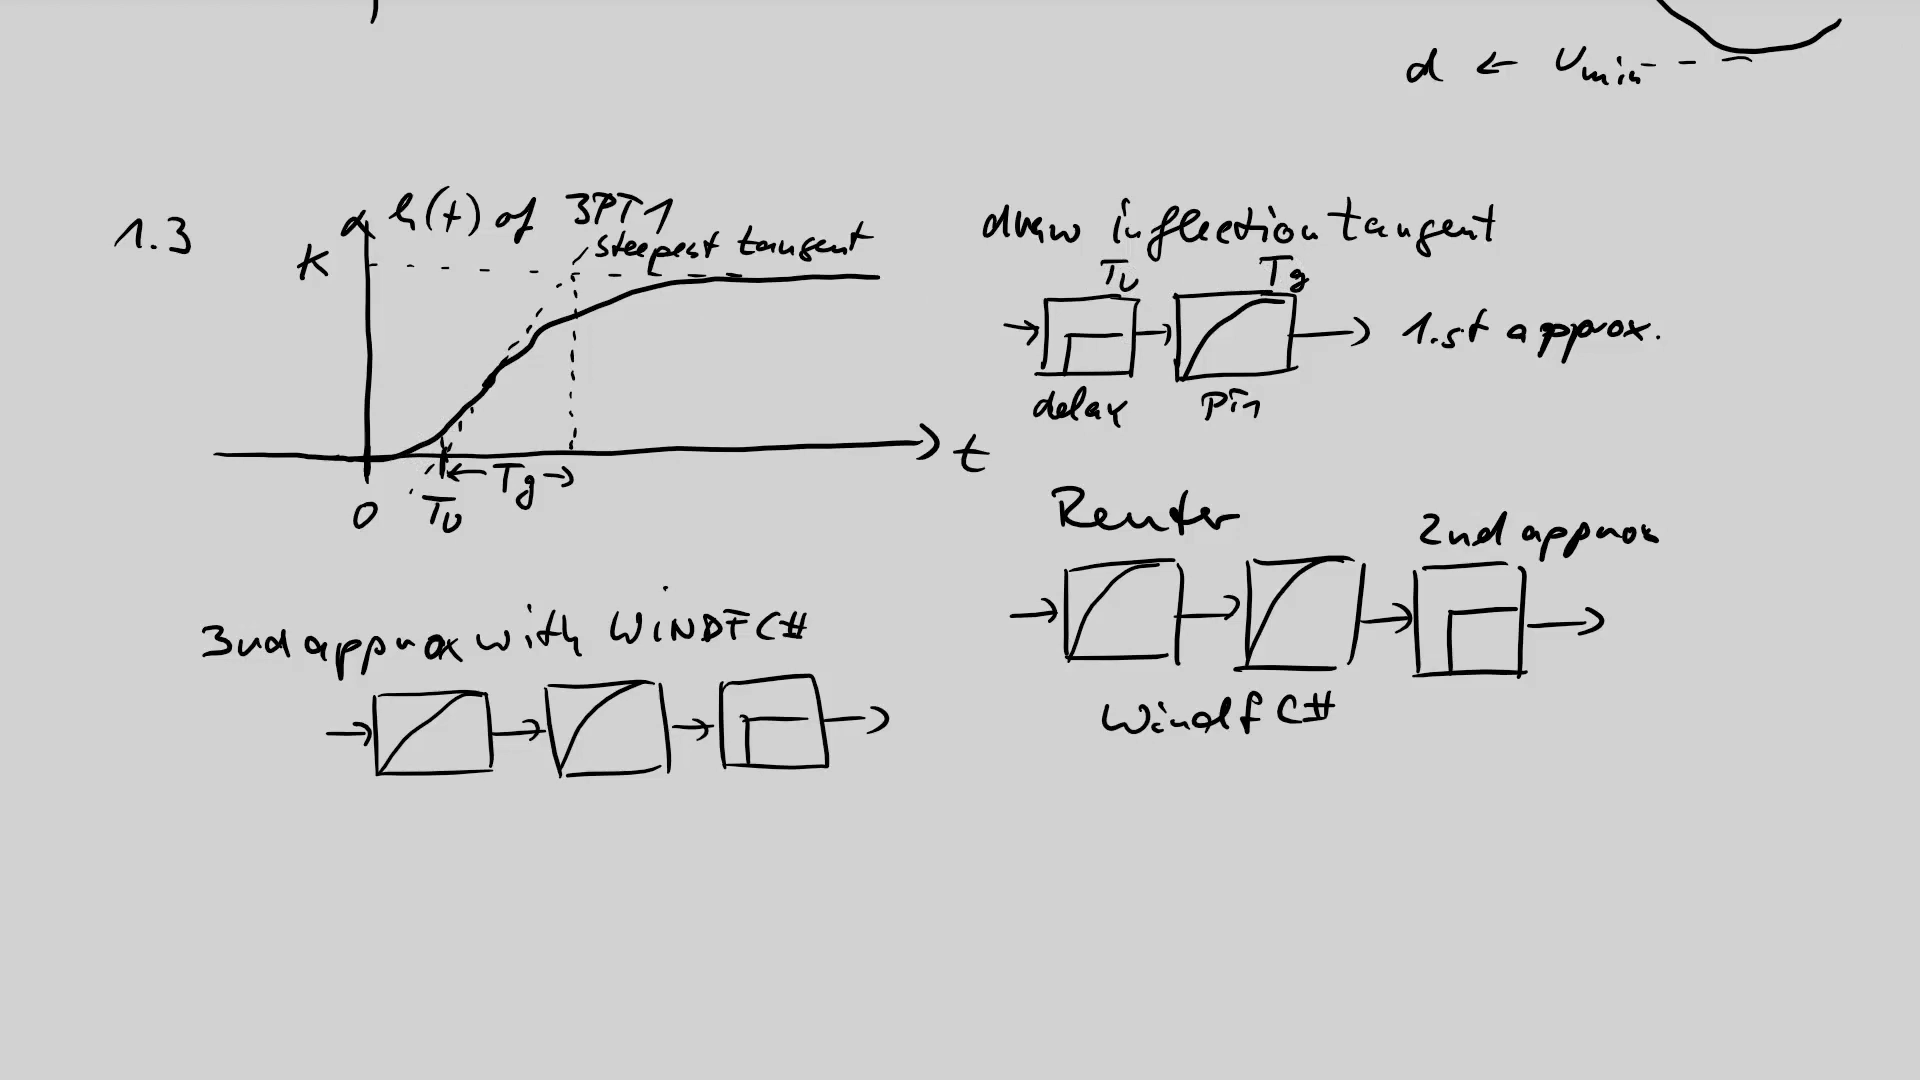 d ← Umin
1.3
h(t) of 3PT1
K
steepest tangent
0
Tu
Tg
t
draw inflection tangent
Tu Tg
1.st approx.
delay PT1
Reuter
2nd approx
WindfC#
3nd approx with WINDFC#